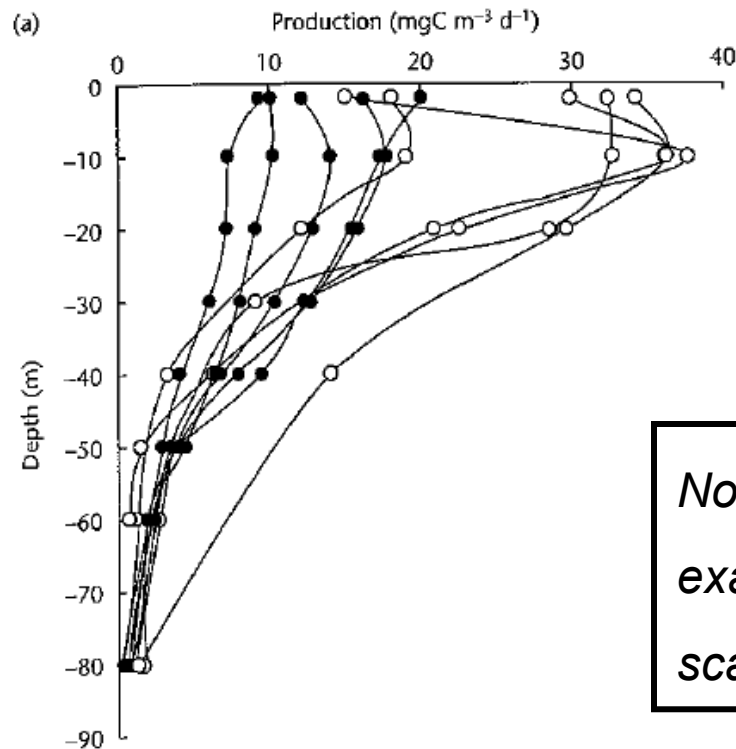 (a)
Production (mgC m⁻³ d⁻¹)
0 10 20 30 40
Depth (m)
0
–10
–20
–30
–40
–50
–60
–70
–80
–90
No
exa
sca